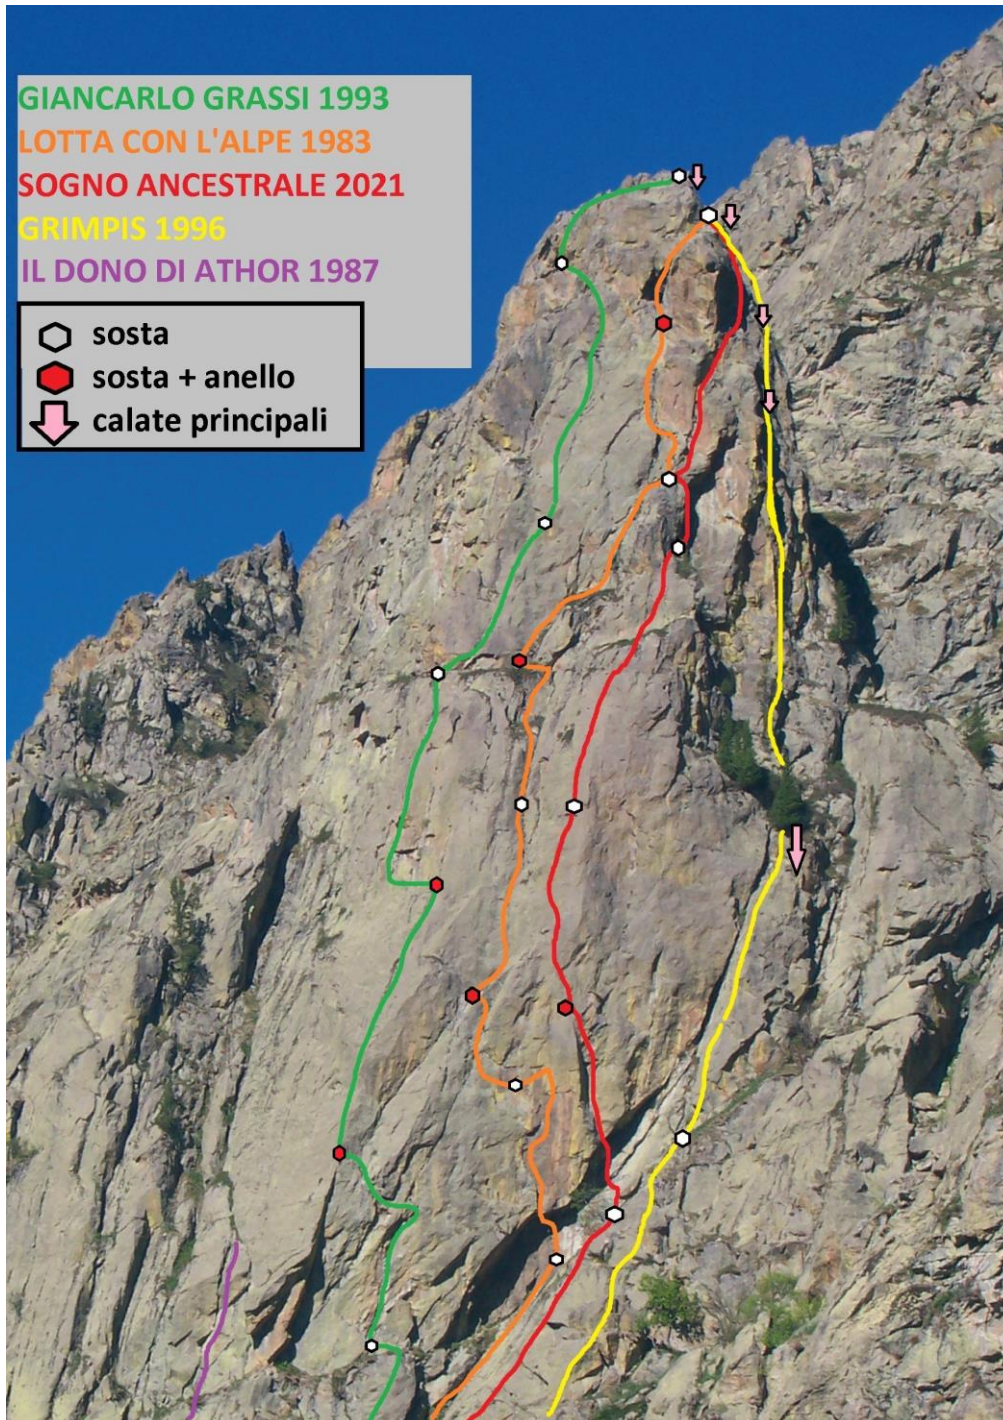 GIANCARLO GRASSI 1993
LOTTA CON L'ALPE 1983
SOGNO ANCESTRALE 2021
GRIMPIS 1996
IL DONO DI ATHOR 1987
sosta
sosta + anello
calate principali